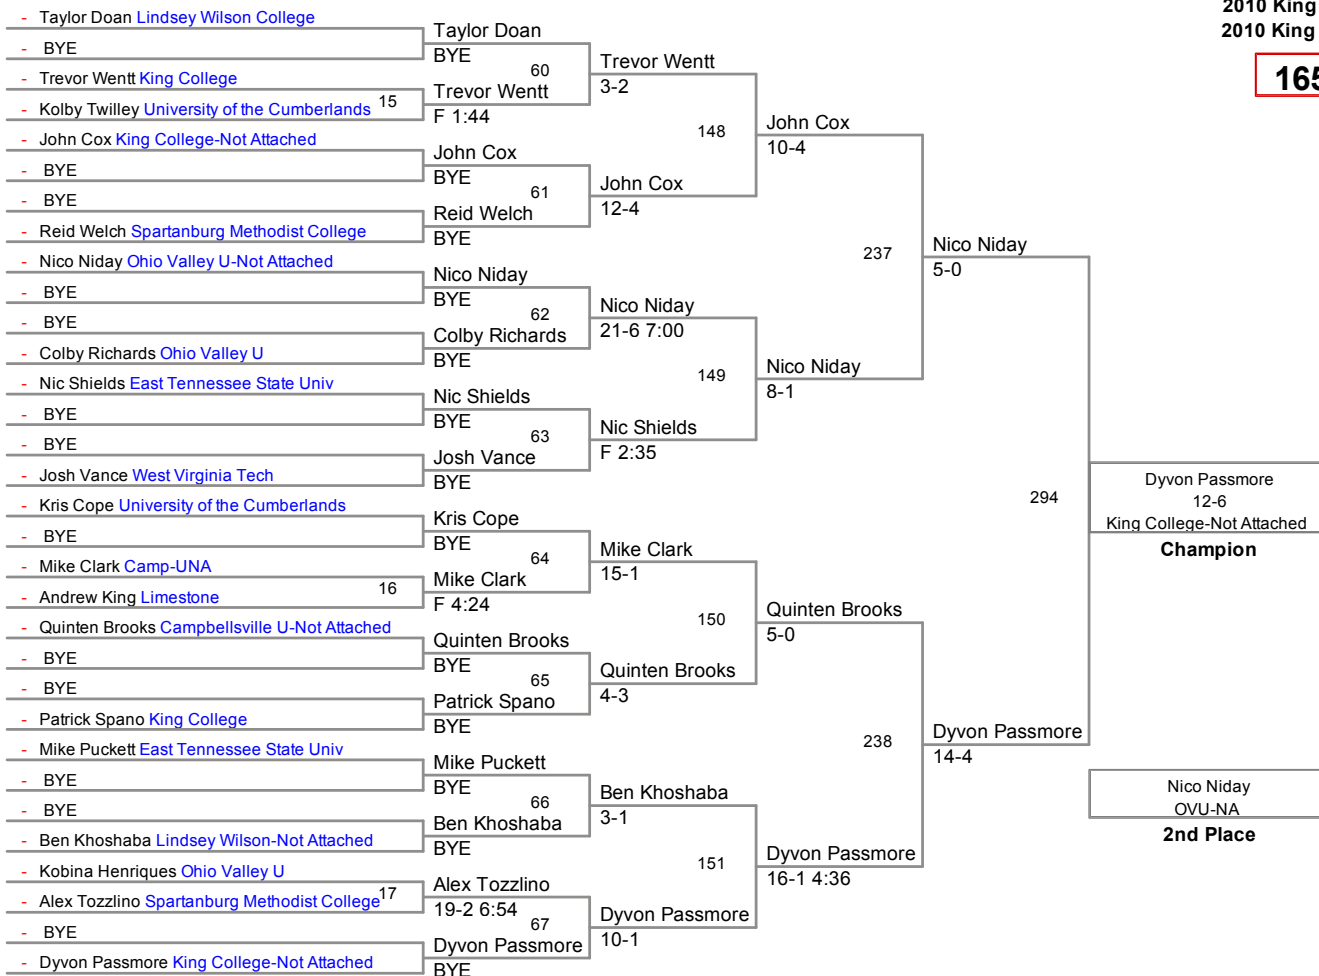 2010 King
2010 King
165
- Taylor Doan Lindsey Wilson College
- BYE
- Trevor Wentt King College
- Kolby Twilley University of the Cumberlands 15
- John Cox King College-Not Attached
- BYE
- BYE
- Reid Welch Spartanburg Methodist College
- Nico Niday Ohio Valley U-Not Attached
- BYE
- BYE
- Colby Richards Ohio Valley U
- Nic Shields East Tennessee State Univ
- BYE
- BYE
- Josh Vance West Virginia Tech
- Kris Cope University of the Cumberlands
- BYE
- Mike Clark Camp-UNA
- Andrew King Limestone 16
- Quinten Brooks Campbellsville U-Not Attached
- BYE
- BYE
- Patrick Spano King College
- Mike Puckett East Tennessee State Univ
- BYE
- BYE
- Ben Khoshaba Lindsey Wilson-Not Attached
- Kobina Henriques Ohio Valley U
- Alex Tozzlino Spartanburg Methodist College 17
- BYE
- Dyvon Passmore King College-Not Attached
Taylor Doan
BYE
60
Trevor Wentt
F 1:44
John Cox
BYE
61
Reid Welch
BYE
Nico Niday
BYE
62
Colby Richards
BYE
Nic Shields
BYE
63
Josh Vance
BYE
Kris Cope
BYE
64
Mike Clark
F 4:24
Quinten Brooks
BYE
65
Patrick Spano
BYE
Mike Puckett
BYE
66
Ben Khoshaba
BYE
Alex Tozzlino
19-2 6:54
67
Dyvon Passmore
BYE
Trevor Wentt
3-2
148
John Cox
12-4
Nico Niday
21-6 7:00
149
Nic Shields
F 2:35
Mike Clark
15-1
150
Quinten Brooks
4-3
Ben Khoshaba
3-1
151
Dyvon Passmore
10-1
John Cox
10-4
237
Nico Niday
8-1
Quinten Brooks
5-0
238
Dyvon Passmore
16-1 4:36
Nico Niday
5-0
294
Dyvon Passmore
14-4
Dyvon Passmore
12-6
King College-Not Attached
Champion
Nico Niday
OVU-NA
2nd Place